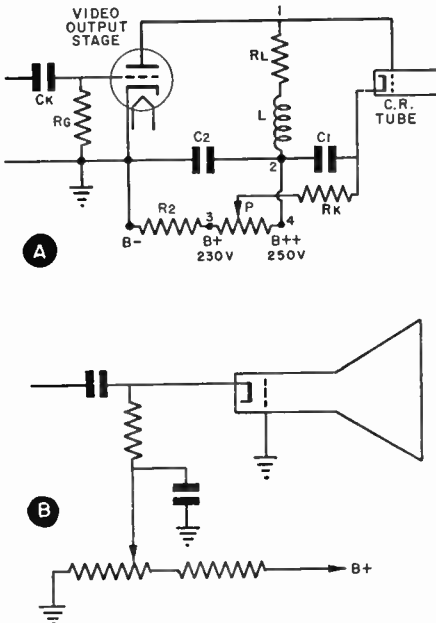 VIDEO
OUTPUT
STAGE
1
RL
C.R.
TUBE
CK
RG
L
C2
C1
2
R2
3
P
4
RK
B-
B+
B++
230V
250V
A
B
B+